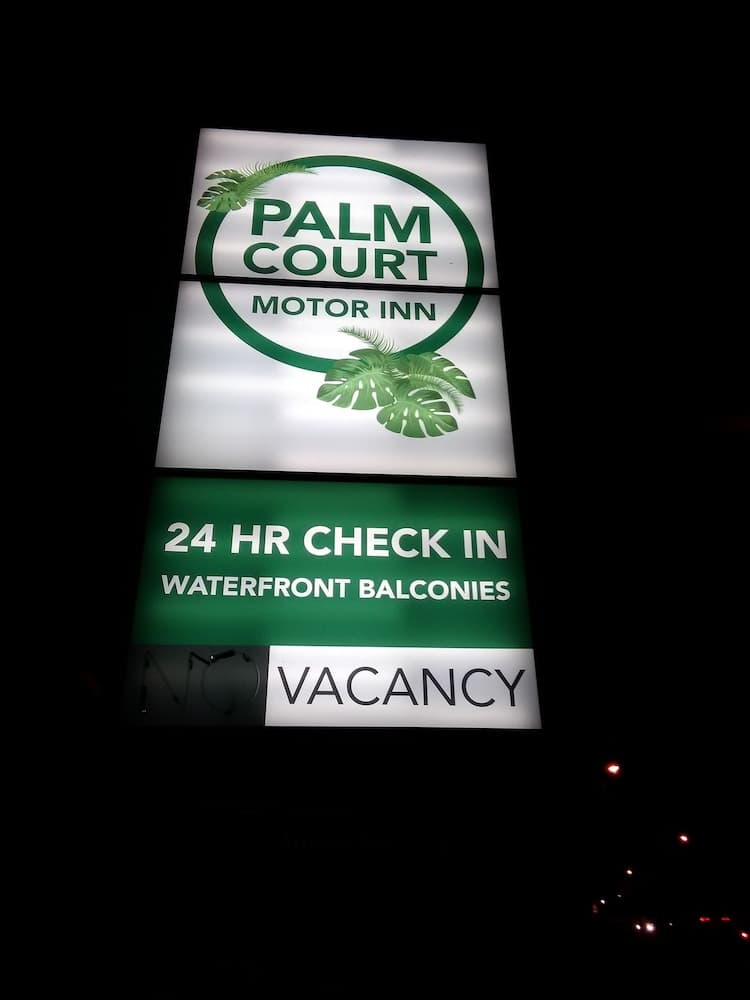 PALM
COURT
MOTOR INN
24 HR CHECK IN
WATERFRONT BALCONIES
NO VACANCY